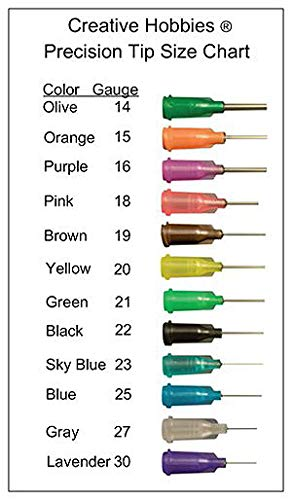 Creative Hobbies ®
Precision Tip Size Chart
Color Gauge
Olive 14
Orange 15
Purple 16
Pink 18
Brown 19
Yellow 20
Green 21
Black 22
Sky Blue 23
Blue 25
Gray 27
Lavender 30